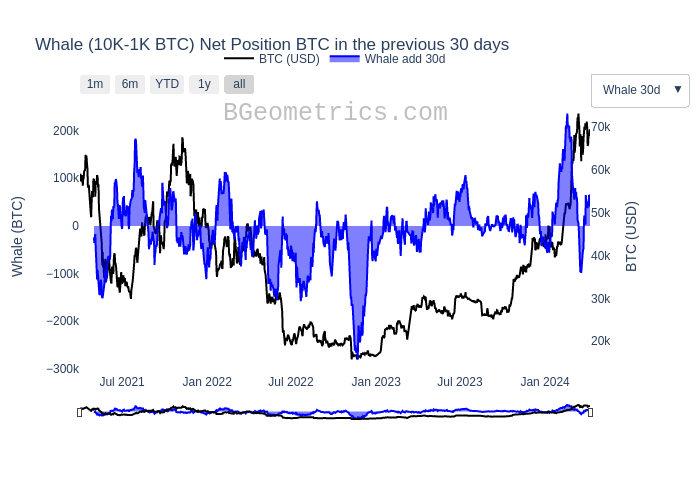 Whale (10K-1K BTC) Net Position BTC in the previous 30 days
BTC (USD) Whale add 30d
1m 6m YTD 1y all
Whale 30d ▼
BGeometrics.com
200k
100k
0
−100k
−200k
−300k
Whale (BTC)
70k
60k
50k
40k
30k
20k
BTC (USD)
Jul 2021 Jan 2022 Jul 2022 Jan 2023 Jul 2023 Jan 2024